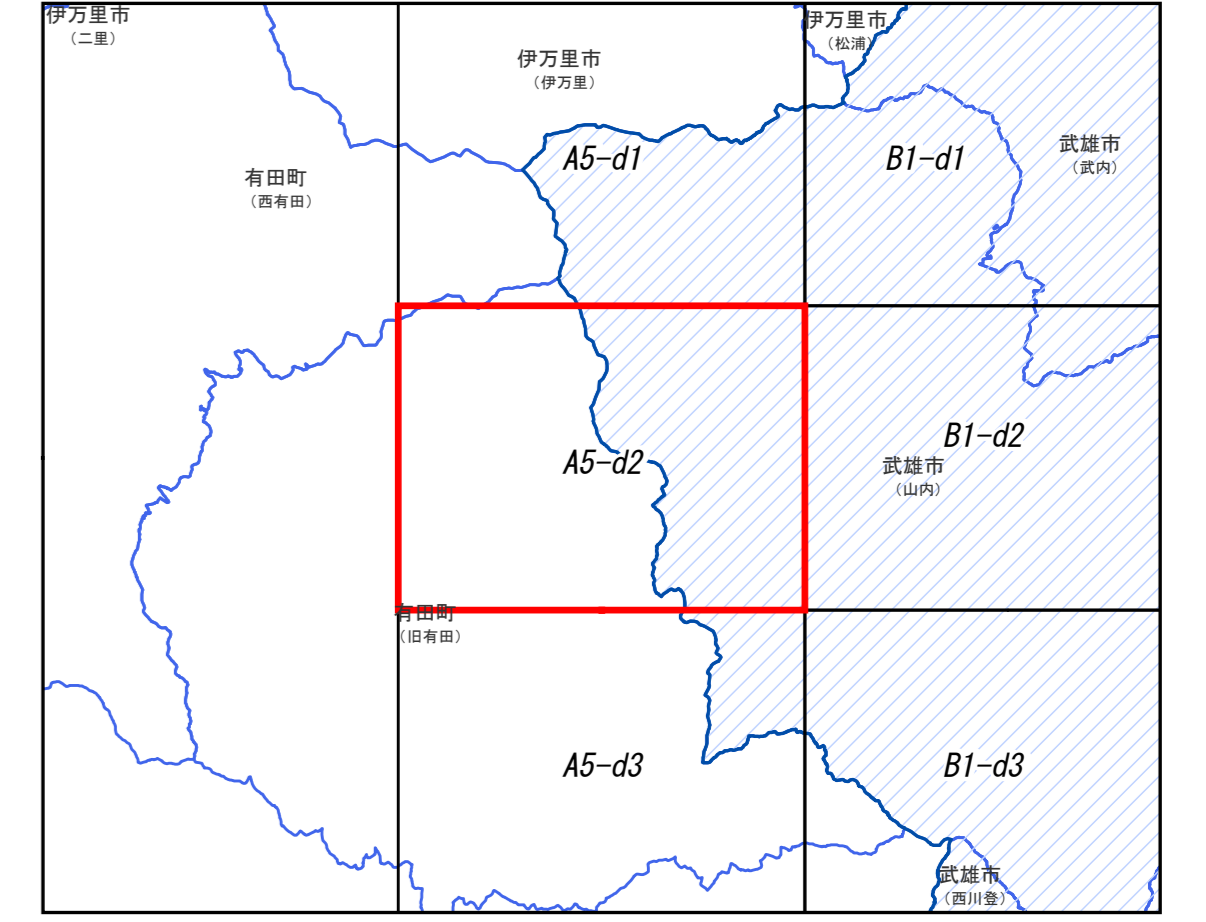 伊万里市
（二里）
伊万里市
（伊万里）
伊万里市
（松浦）
武雄市
（武内）
A5-d1
B1-d1
有田町
（西有田）
A5-d2
B1-d2
武雄市
（山内）
有田町
（旧有田）
A5-d3
B1-d3
武雄市
（西川登）